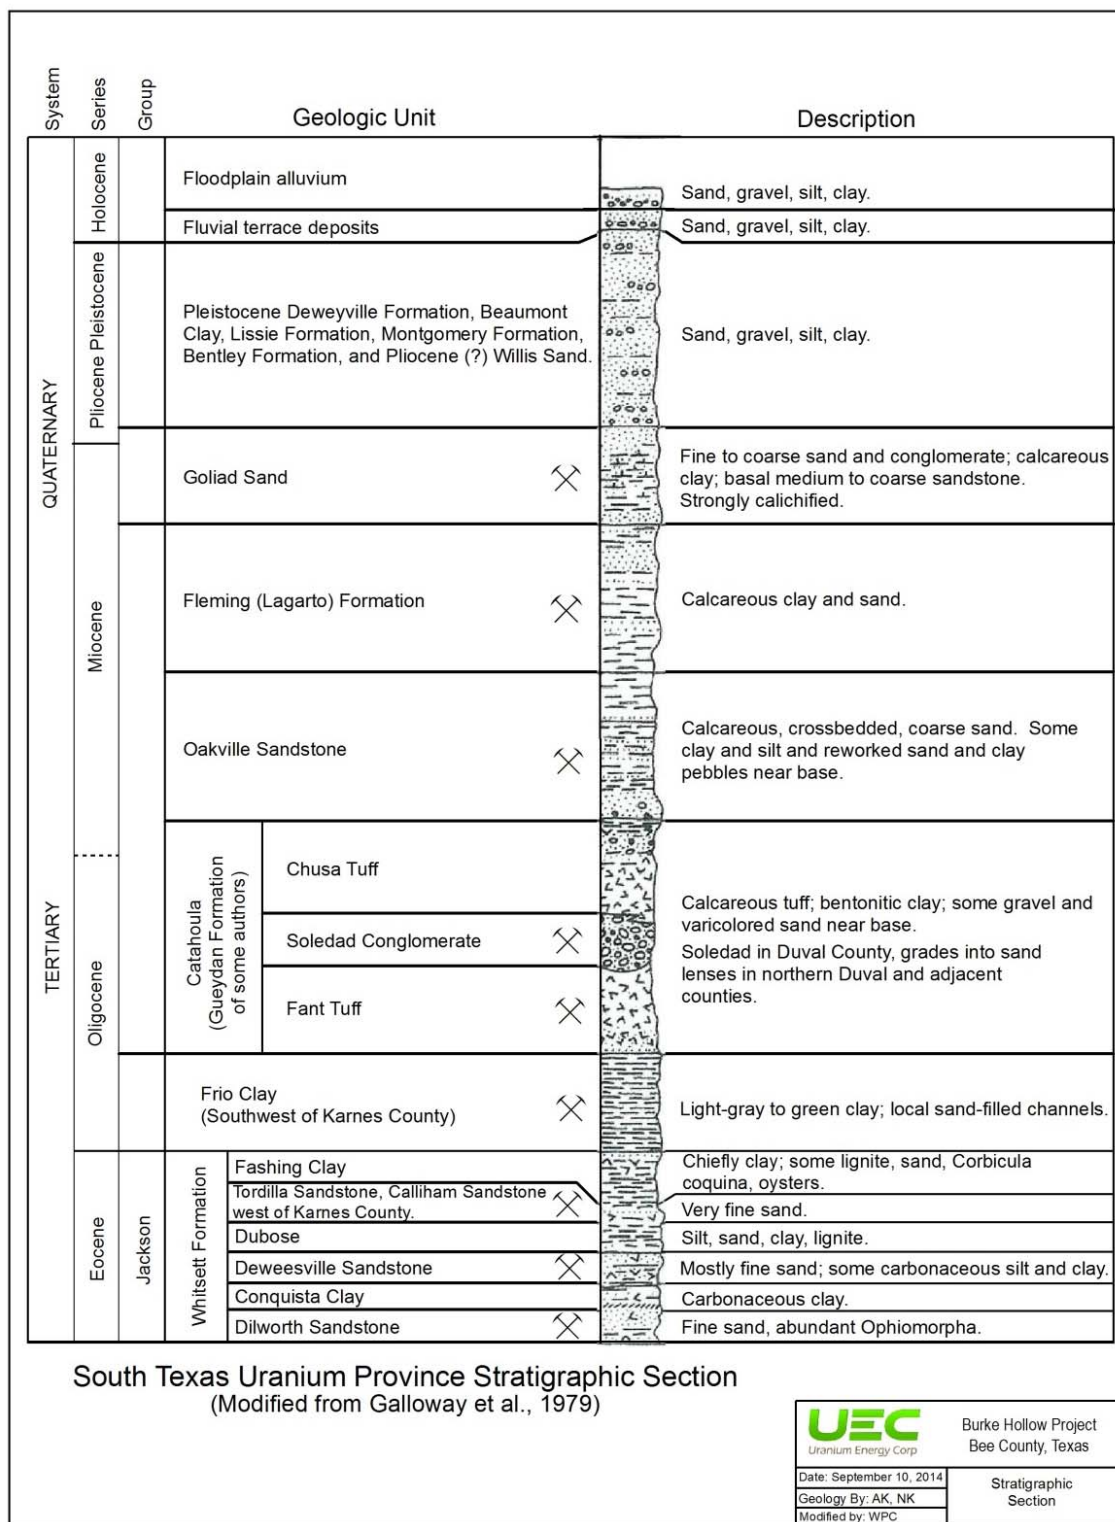 System
Series
Group
Geologic Unit
Description
QUATERNARY
TERTIARY
Holocene
Pliocene Pleistocene
Miocene
Oligocene
Eocene
Jackson
Floodplain alluvium
Sand, gravel, silt, clay.
Fluvial terrace deposits
Sand, gravel, silt, clay.
Pleistocene Deweyville Formation, Beaumont
Clay, Lissie Formation, Montgomery Formation,
Bentley Formation, and Pliocene (?) Willis Sand.
Sand, gravel, silt, clay.
Goliad Sand
Fine to coarse sand and conglomerate; calcareous
clay; basal medium to coarse sandstone.
Strongly calichified.
Fleming (Lagarto) Formation
Calcareous clay and sand.
Oakville Sandstone
Calcareous, crossbedded, coarse sand.  Some
clay and silt and reworked sand and clay
pebbles near base.
Catahoula
(Gueydan Formation
of some authors)
Chusa Tuff
Soledad Conglomerate
Fant Tuff
Calcareous tuff; bentonitic clay; some gravel and
varicolored sand near base.
Soledad in Duval County, grades into sand
lenses in northern Duval and adjacent
counties.
Frio Clay
(Southwest of Karnes County)
Light-gray to green clay; local sand-filled channels.
Whitsett Formation
Fashing Clay
Chiefly clay; some lignite, sand, Corbicula
coquina, oysters.
Tordilla Sandstone, Calliham Sandstone
west of Karnes County.
Very fine sand.
Dubose
Silt, sand, clay, lignite.
Deweesville Sandstone
Mostly fine sand; some carbonaceous silt and clay.
Conquista Clay
Carbonaceous clay.
Dilworth Sandstone
Fine sand, abundant Ophiomorpha.
South Texas Uranium Province Stratigraphic Section
(Modified from Galloway et al., 1979)
UEC
Uranium Energy Corp
Burke Hollow Project
Bee County, Texas
Date: September 10, 2014
Geology By: AK, NK
Modified by: WPC
Stratigraphic
Section